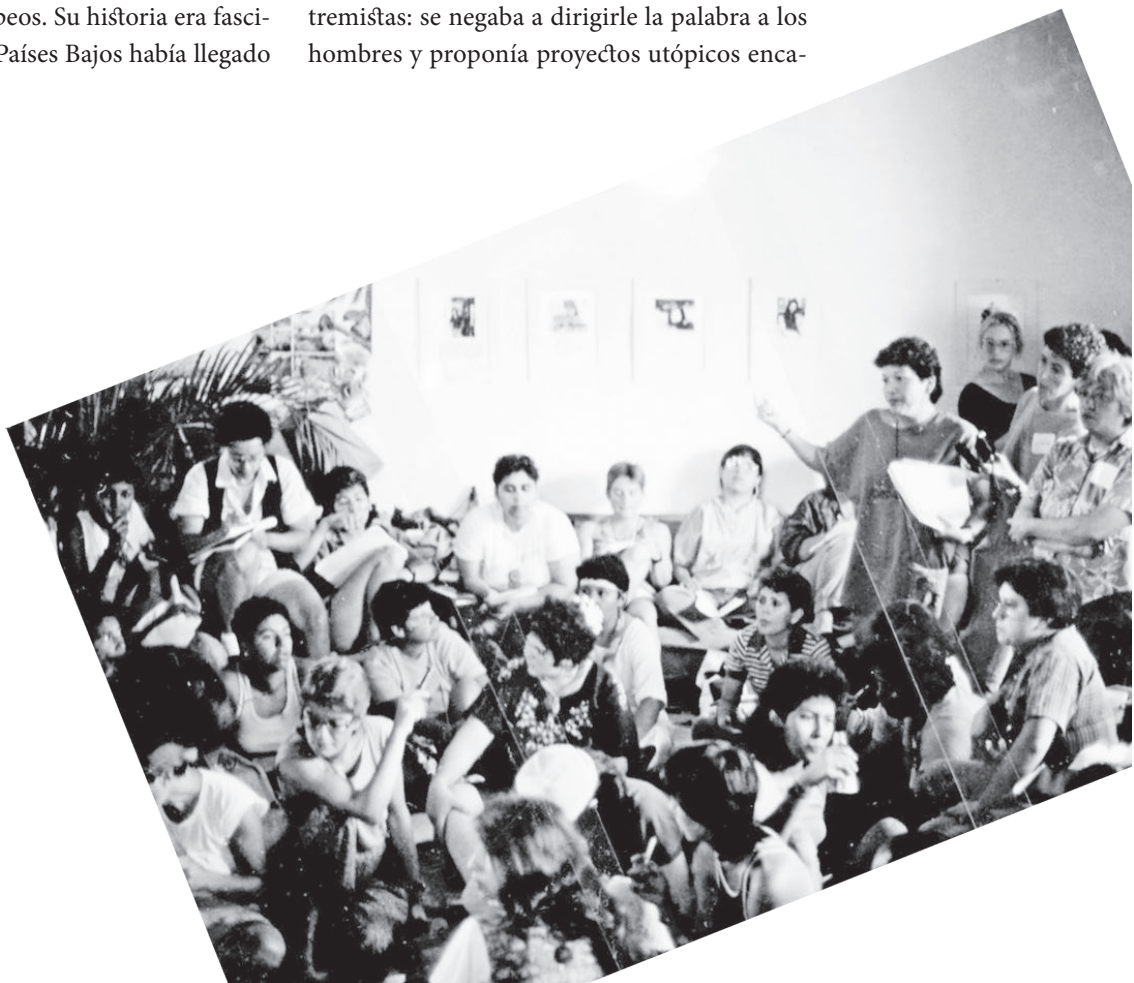 peos. Su historia era fasci-
Países Bajos había llegado
tremistas: se negaba a dirigirle la palabra a los
hombres y proponía proyectos utópicos enca-